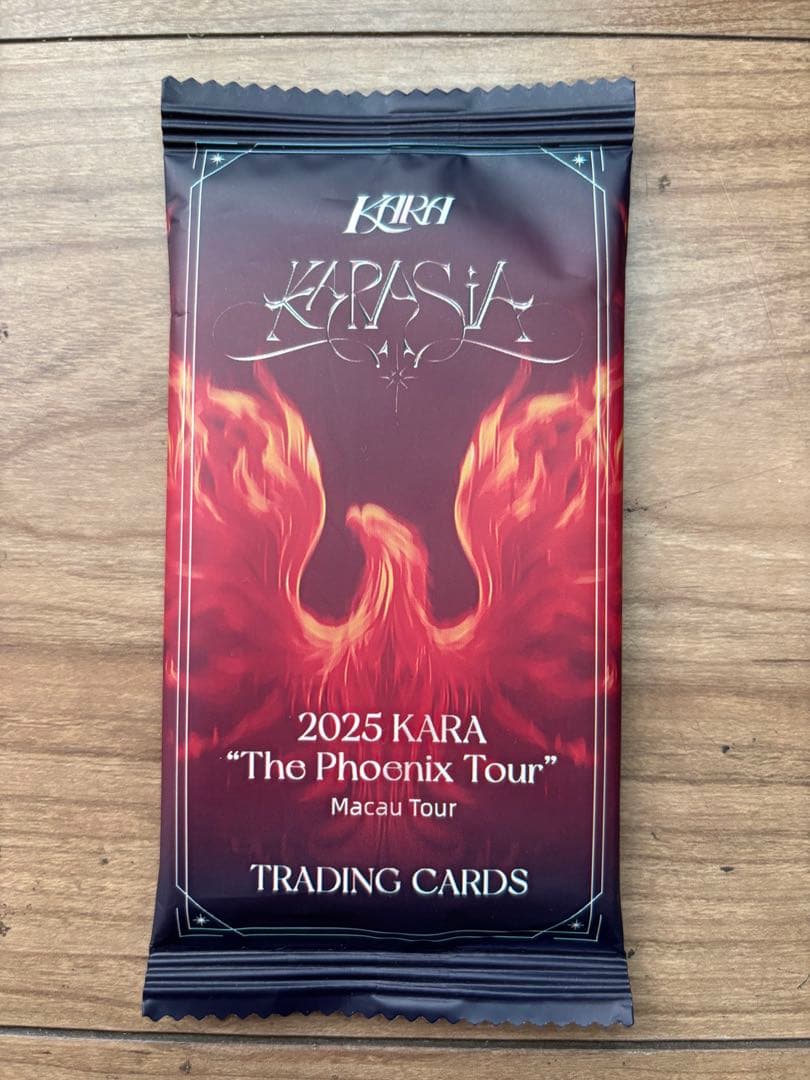 KARA
KARASiA
2025 KARA
“The Phoenix Tour”
Macau Tour
TRADING CARDS